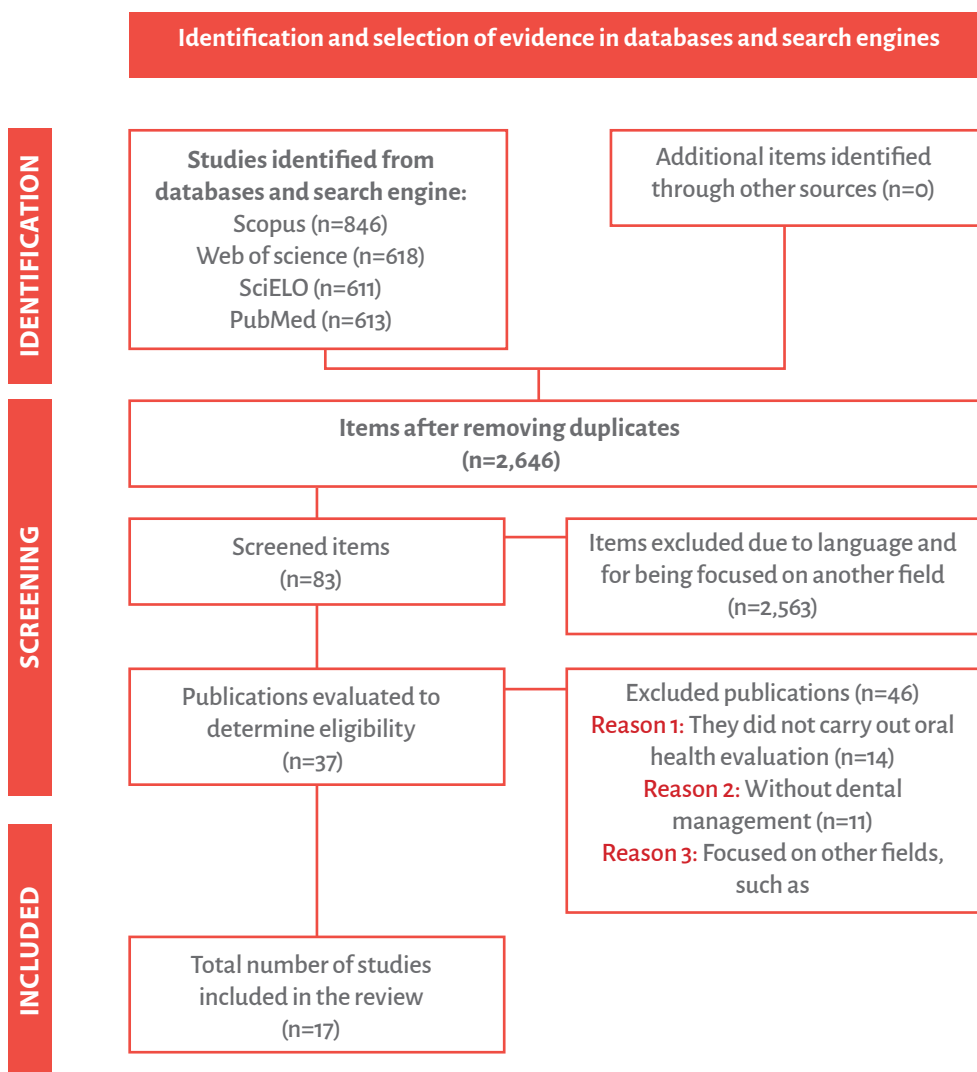 Identification and selection of evidence in databases and search engines
IDENTIFICATION
Studies identified from
databases and search engine:
Scopus (n=846)
Web of science (n=618)
SciELO (n=611)
PubMed (n=613)
Additional items identified
through other sources (n=0)
SCREENING
Items after removing duplicates
(n=2,646)
Screened items
(n=83)
Items excluded due to language and
for being focused on another field
(n=2,563)
Publications evaluated to
determine eligibility
(n=37)
Excluded publications (n=46)
Reason 1: They did not carry out oral
health evaluation (n=14)
Reason 2: Without dental
management (n=11)
Reason 3: Focused on other fields,
such as
INCLUDED
Total number of studies
included in the review
(n=17)